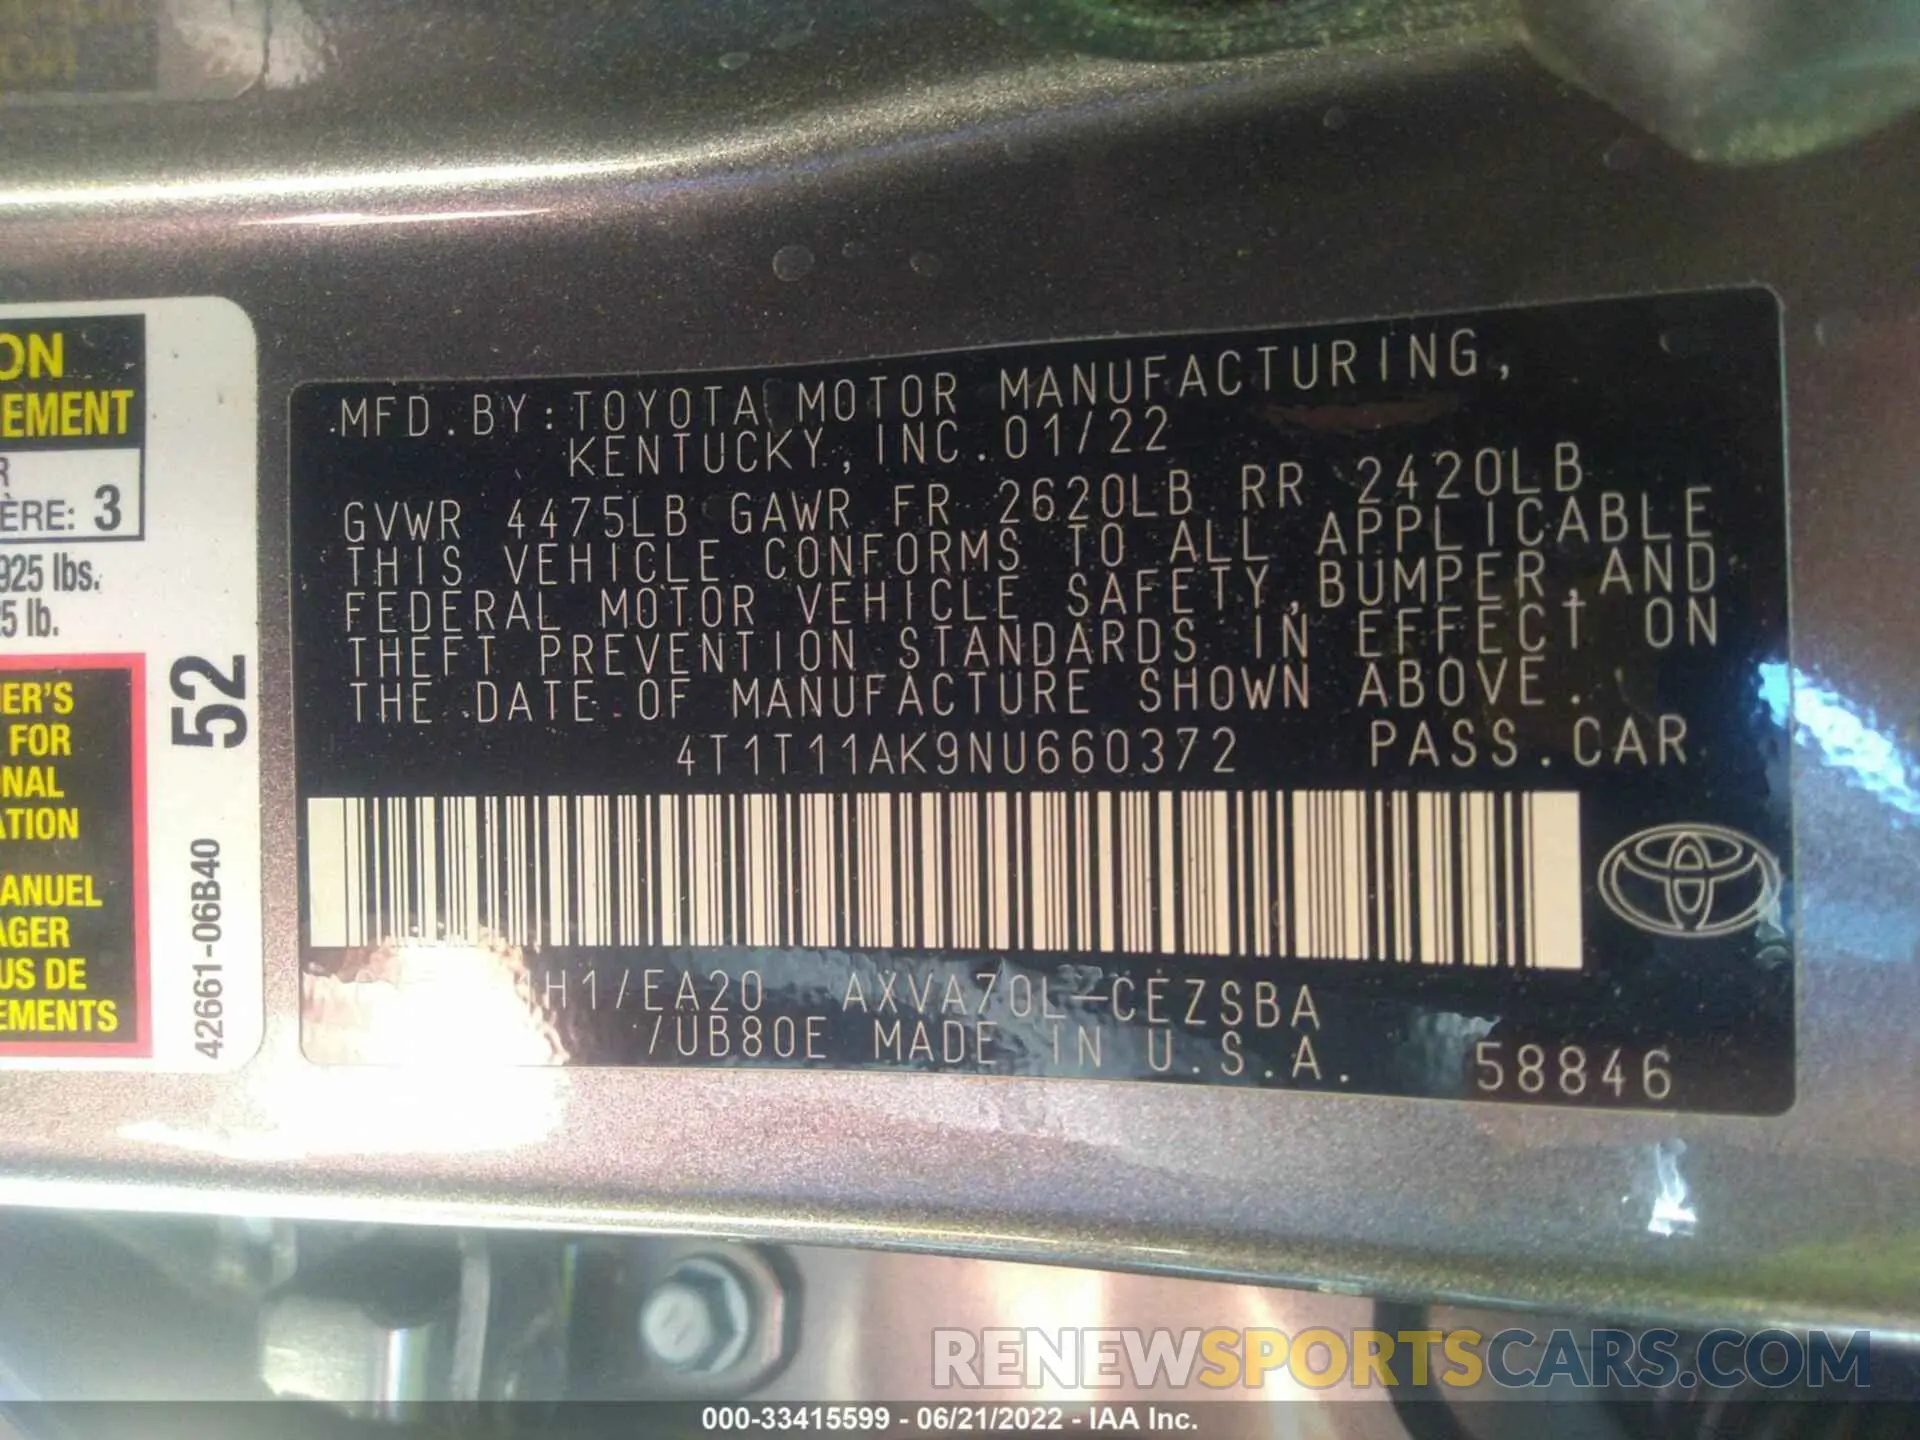 MFD. BY: TOYOTA MOTOR MANUFACTURING,
KENTUCKY, INC. 01/22
GVWR 4475LB GAWR FR 2620LB RR 2420LB
THIS VEHICLE CONFORMS TO ALL APPLICABLE
FEDERAL MOTOR VEHICLE SAFETY, BUMPER, AND
THEFT PREVENTION STANDARDS IN EFFECT ON
THE DATE OF MANUFACTURE SHOWN ABOVE.
4T1T11AK9NU660372 PASS. CAR
H1/EA20 AXVA70L-CEZSBA
/UB80E MADE IN U.S.A. 58846
ON
EMENT
R
ÈRE: 3
925 lbs.
5 lb.
ER'S
FOR
NAL
ATION
ANUEL
AGER
US DE
EMENTS
52
42661-06B40
RENEWSPORTSCARS.COM
000-33415599 - 06/21/2022 - IAA Inc.